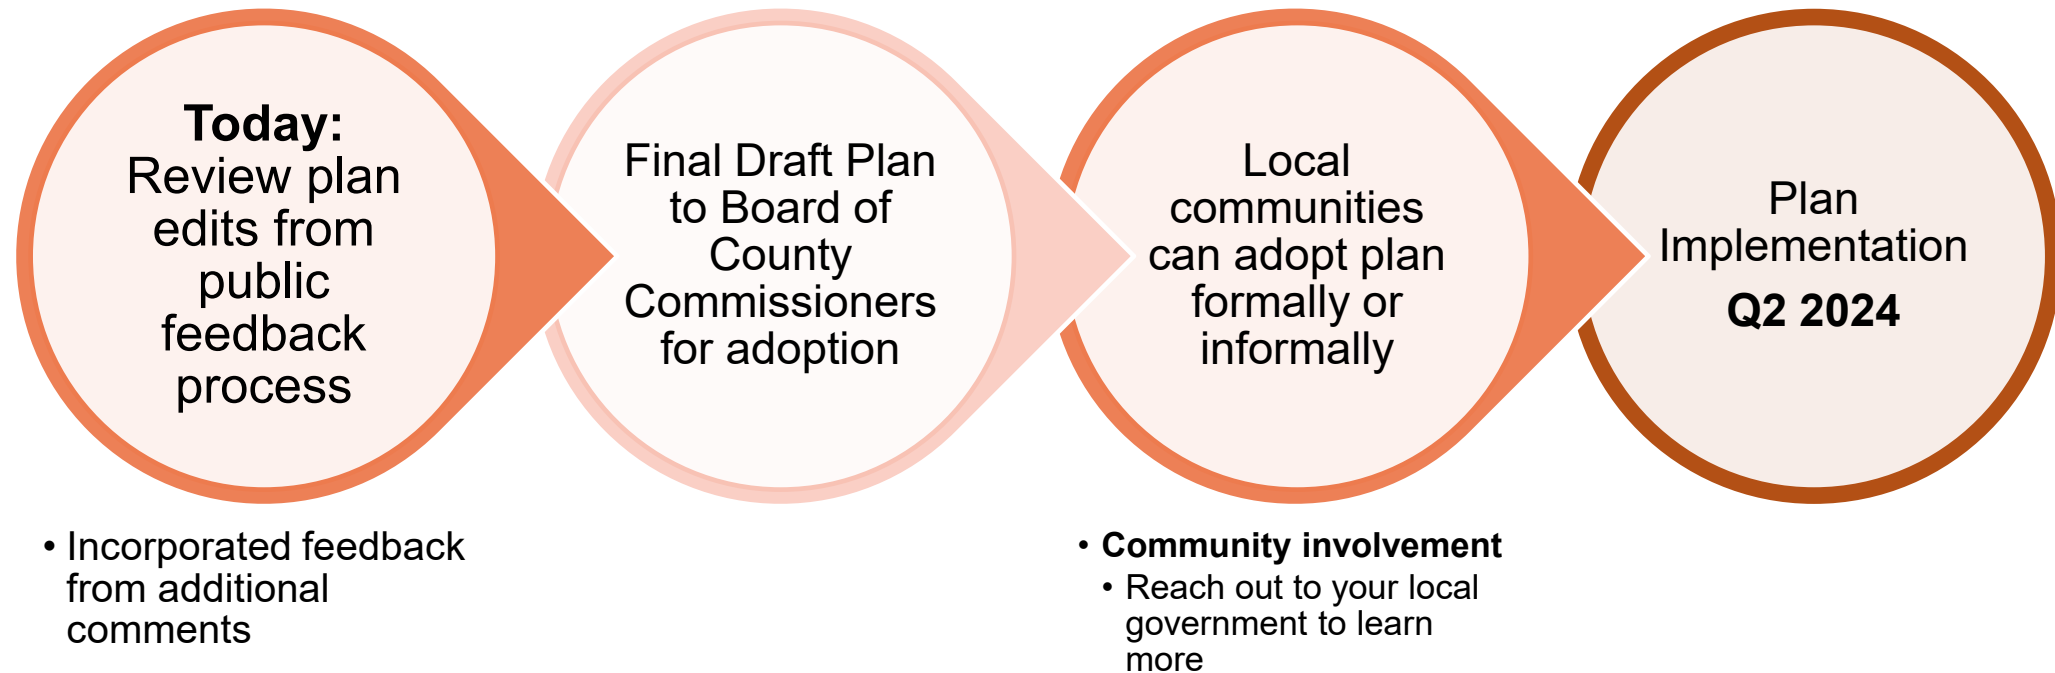 Today:
Review plan
edits from
public
feedback
process
• Incorporated feedback
from additional
comments
Final Draft Plan
to Board of
County
Commissioners
for adoption
Local
communities
can adopt plan
formally or
informally
• Community involvement
• Reach out to your local
government to learn
more
Plan
Implementation
Q2 2024